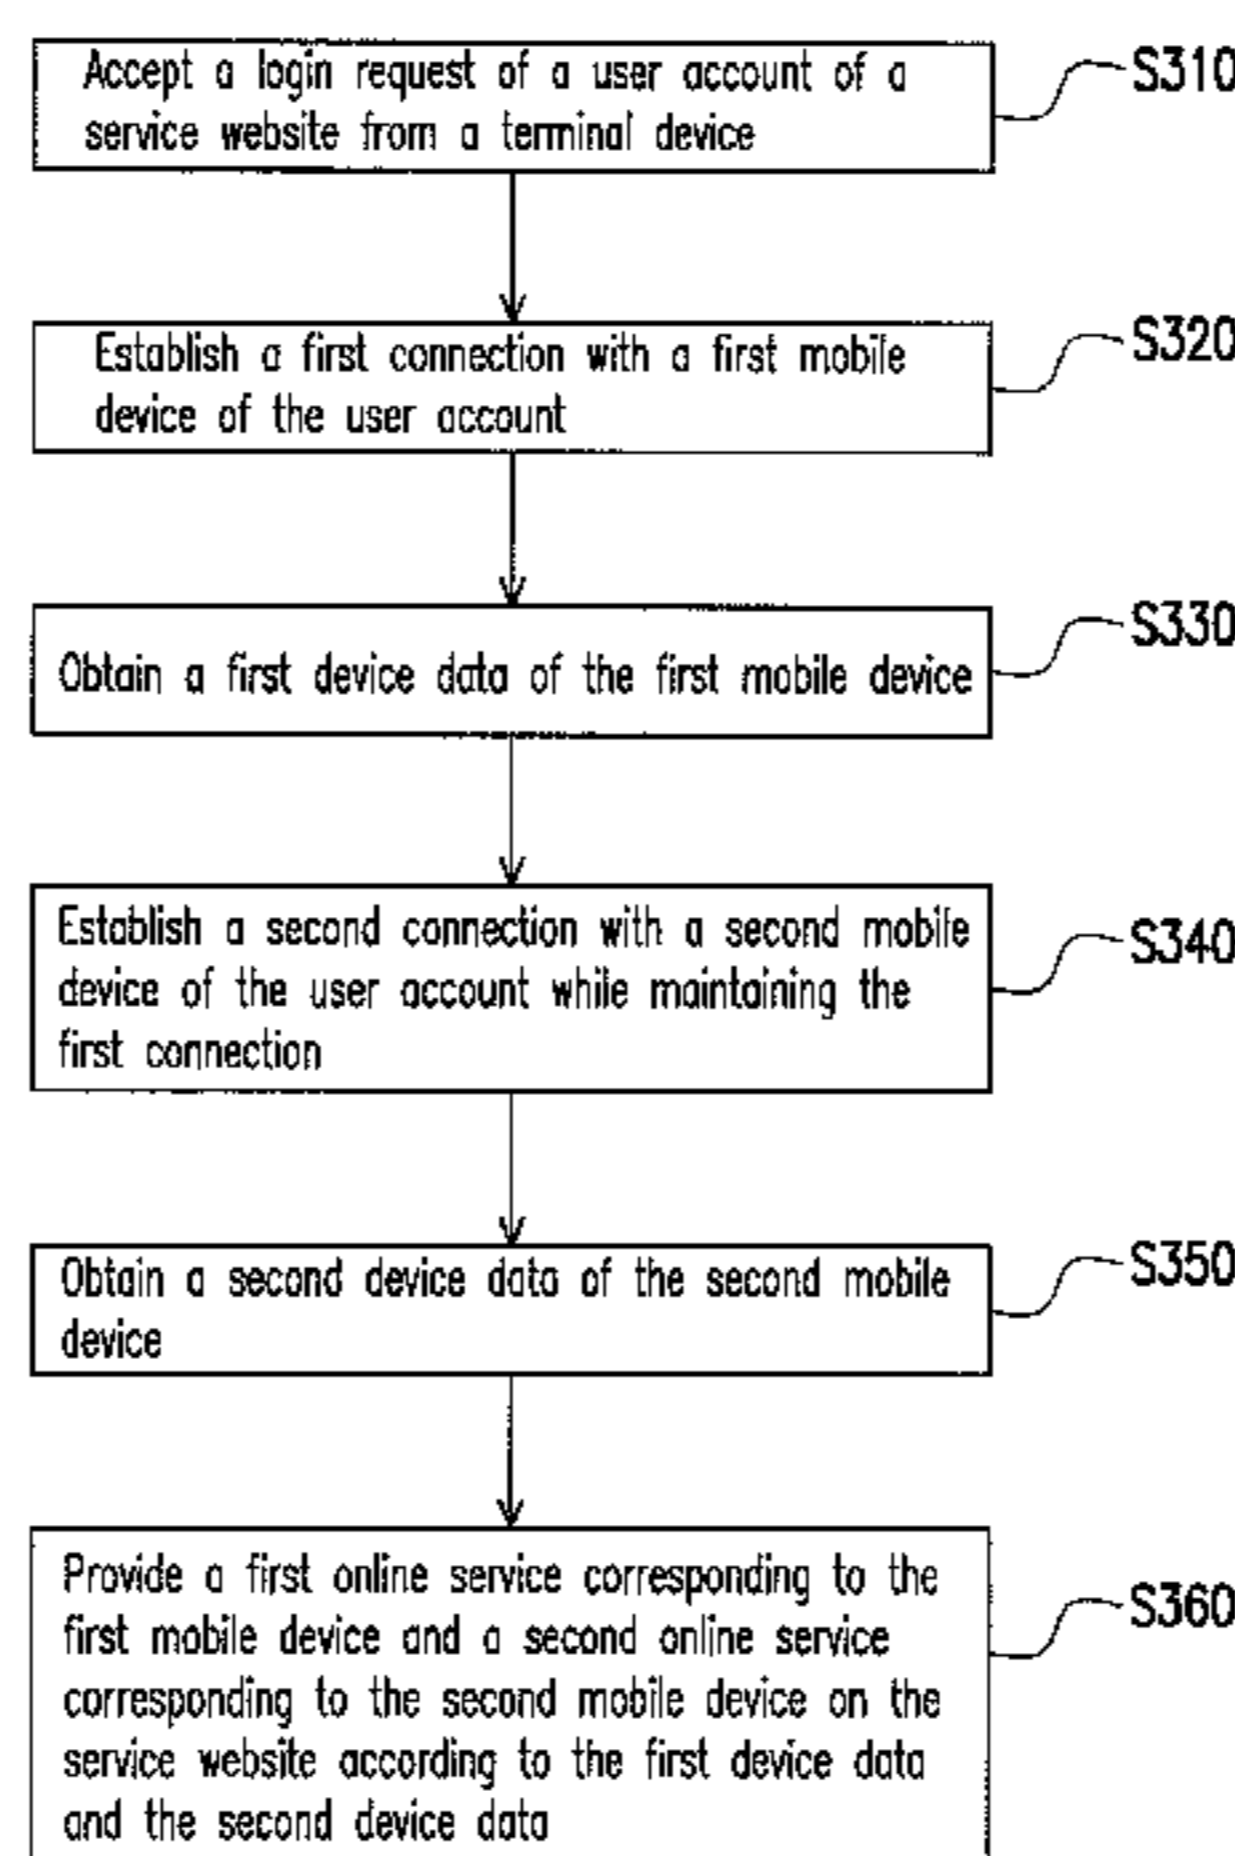 Accept a login request of a user account of a
service website from a terminal device
S310
Establish a first connection with a first mobile
device of the user account
S320
Obtain a first device data of the first mobile device
S330
Establish a second connection with a second mobile
device of the user account while maintaining the
first connection
S340
Obtain a second device data of the second mobile
device
S350
Provide a first online service corresponding to the
first mobile device and a second online service
corresponding to the second mobile device on the
service website according to the first device data
and the second device data
S360